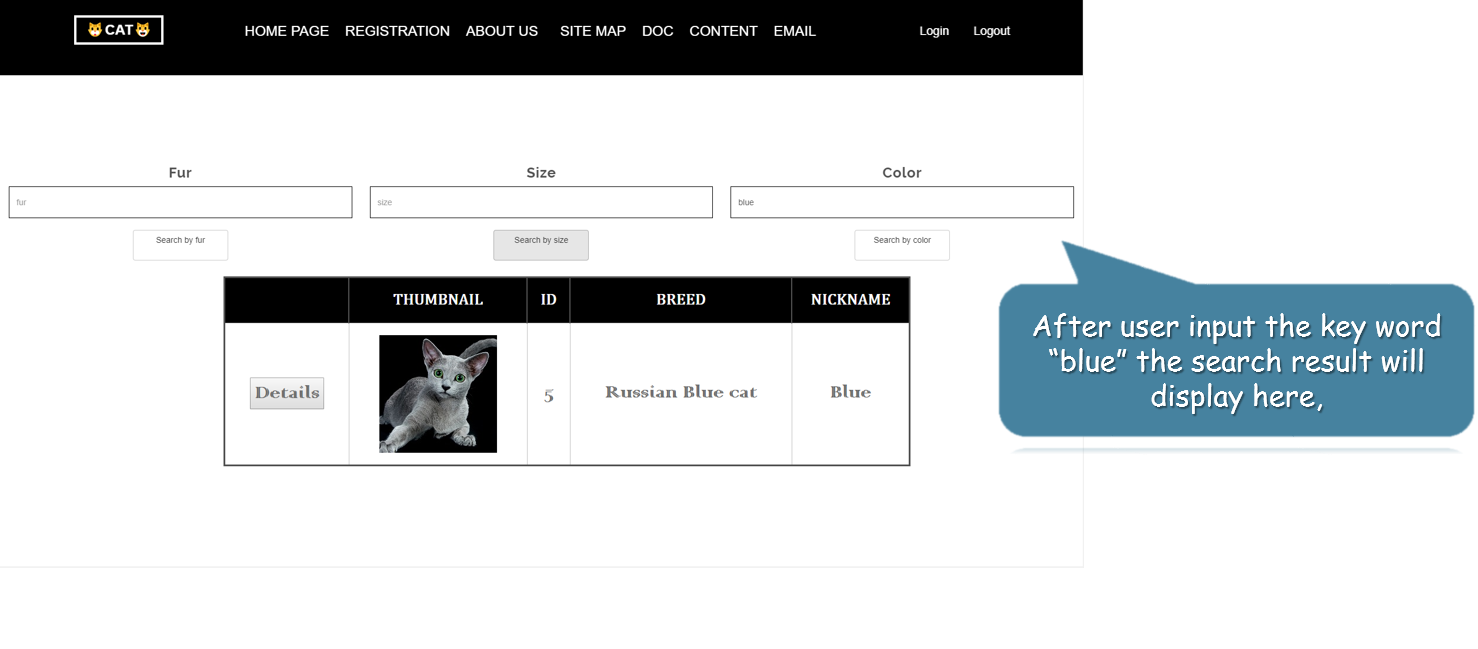 CAT
HOME PAGE REGISTRATION ABOUT US SITE MAP DOC CONTENT EMAIL
Login Logout
Fur Size Color
fur size blue
Search by fur Search by size Search by color
THUMBNAIL ID BREED NICKNAME
Details 5 Russian Blue cat Blue
After user input the key word
“blue” the search result will
display here,